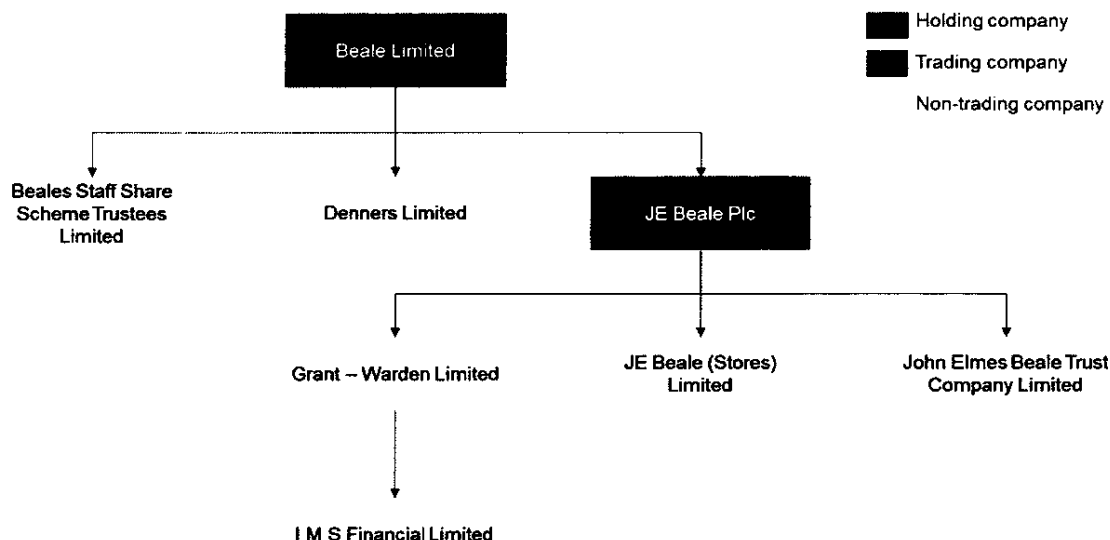 Holding company
Beale Limited
Trading company
Non-trading company
Beales Staff Share
Scheme Trustees
Limited
Denners Limited
JE Beale Plc
Grant – Warden Limited
JE Beale (Stores)
Limited
John Elmes Beale Trust
Company Limited
I M S Financial Limited